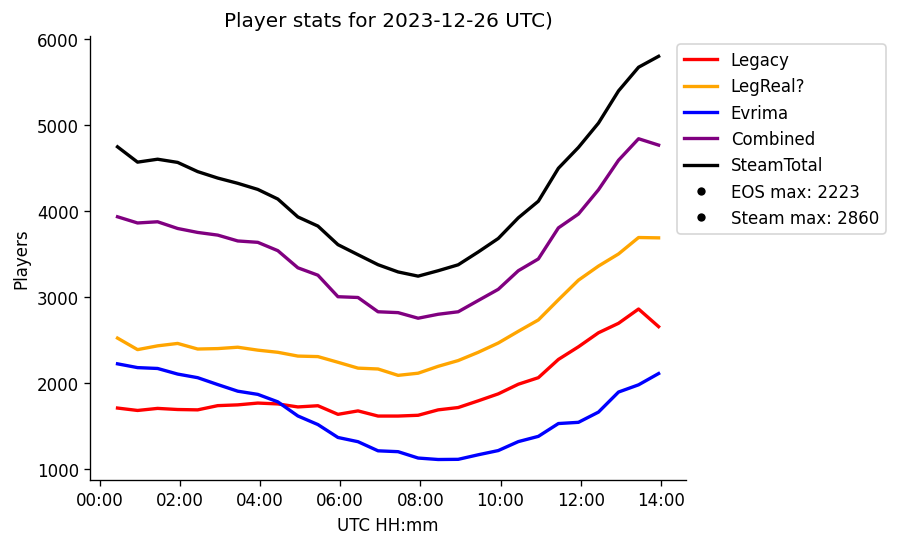 Player stats for 2023-12-26 UTC)
6000
5000
4000
3000
2000
1000
Players
00:00 02:00 04:00 06:00 08:00 10:00 12:00 14:00
UTC HH:mm
Legacy
LegReal?
Evrima
Combined
SteamTotal
EOS max: 2223
Steam max: 2860